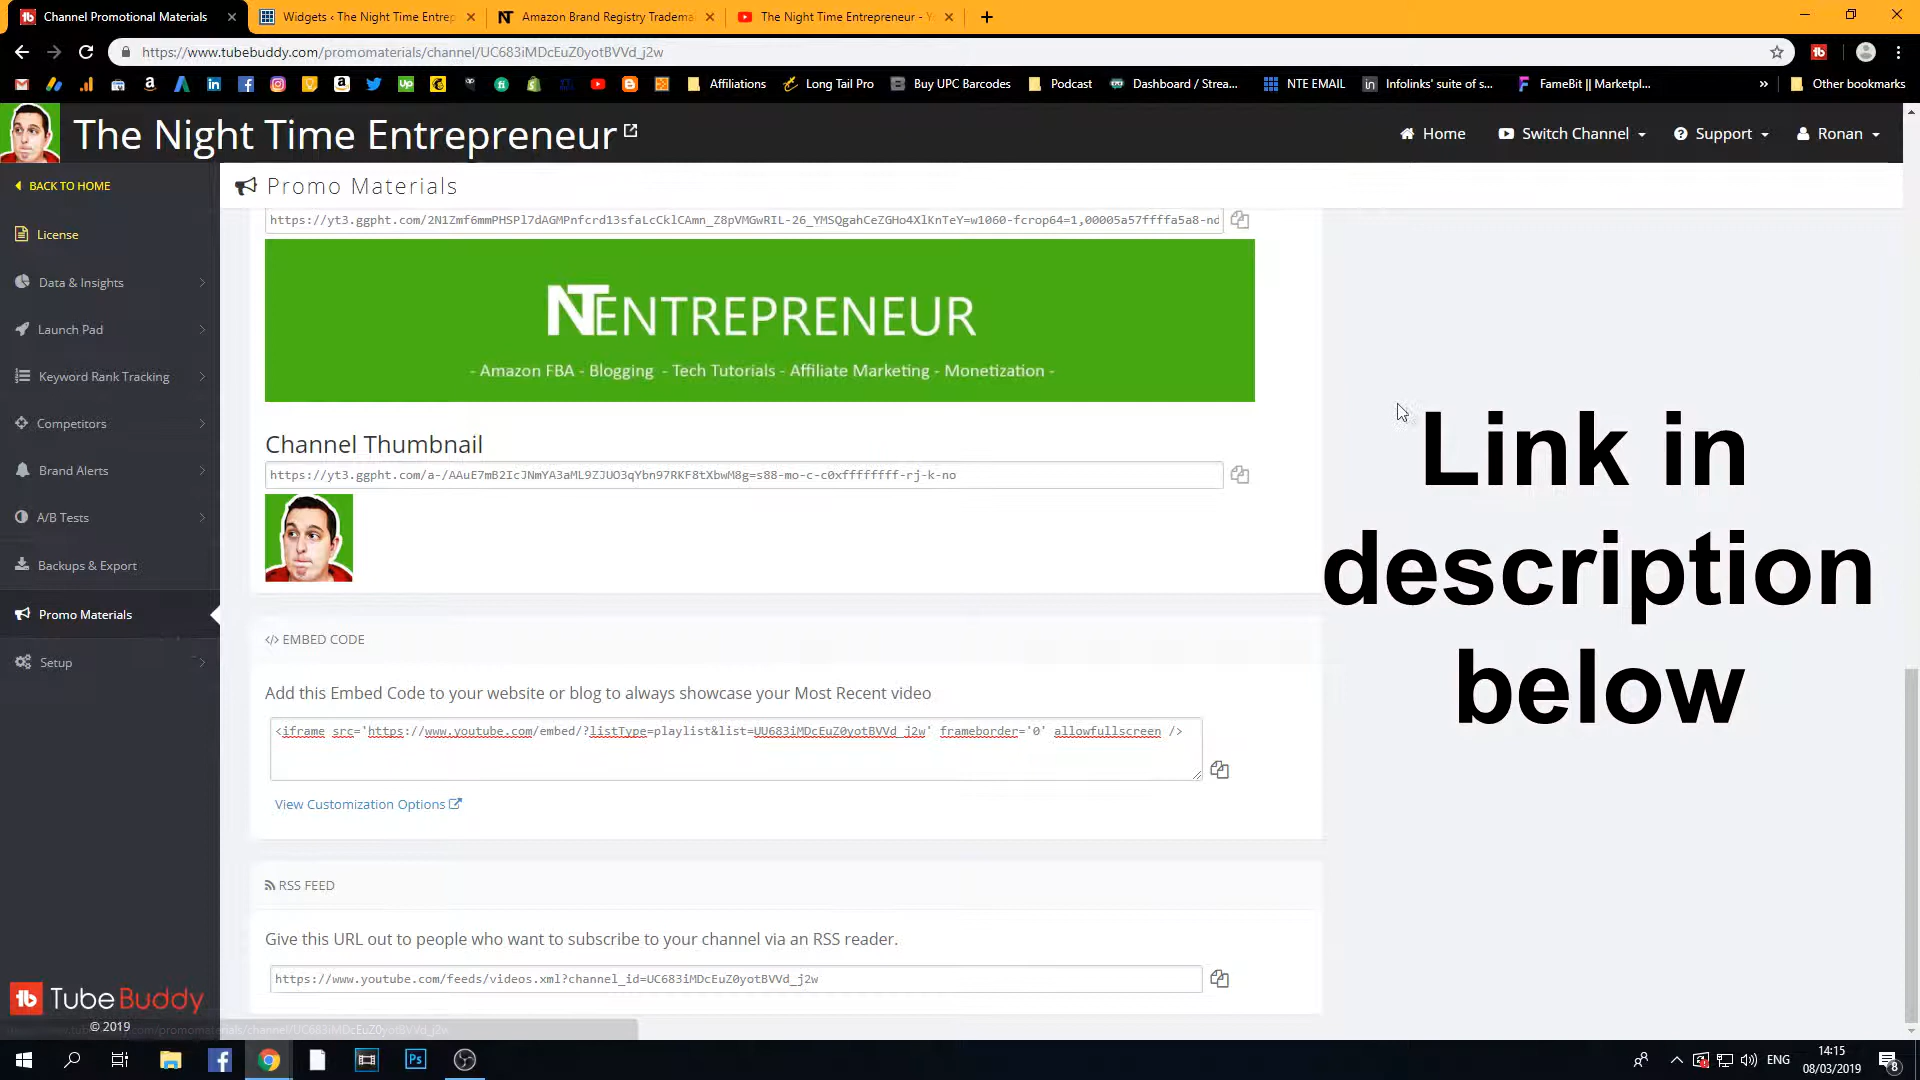 Channel Promotional Materials
Widgets ‹ The Night Time Entrep
Amazon Brand Registry Tradema
The Night Time Entrepreneur - Y
https://www.tubebuddy.com/promomaterials/channel/UC683iMDcEuZ0yotBVVd_j2w
Affiliations
Long Tail Pro
Buy UPC Barcodes
Podcast
Dashboard / Strea...
NTE EMAIL
Infolinks' suite of s...
FameBit || Marketpl...
»
Other bookmarks
The Night Time Entrepreneur
Home
Switch Channel
Support
Ronan
BACK TO HOME
Promo Materials
License
Data & Insights
Launch Pad
Keyword Rank Tracking
Competitors
Brand Alerts
A/B Tests
Backups & Export
Promo Materials
Setup
https://yt3.ggpht.com/2N1Zmf6mmPHSPl7dAGMPnfcrd13sfaLcCklCAmn_Z8pVMGwRIL-26_YMSQgahCeZGHo4XlKnTeY=w1060-fcrop64=1,00005a57ffffa5a8-nd
NTENTREPRENEUR
- Amazon FBA - Blogging - Tech Tutorials - Affiliate Marketing - Monetization -
Channel Thumbnail
https://yt3.ggpht.com/a-/AAuE7mB2IcJNmYA3aML9ZJUO3qYbn97RKF8tXbwM8g=s88-mo-c-c0xffffffff-rj-k-no
Link in
description
below
</> EMBED CODE
Add this Embed Code to your website or blog to always showcase your Most Recent video
<iframe src='https://www.youtube.com/embed/?listType=playlist&list=UU683iMDcEuZ0yotBVVd_j2w' frameborder='0' allowfullscreen />
View Customization Options
RSS FEED
Give this URL out to people who want to subscribe to your channel via an RSS reader.
https://www.youtube.com/feeds/videos.xml?channel_id=UC683iMDcEuZ0yotBVVd_j2w
TubeBuddy
© 2019
ENG
14:15
08/03/2019
8